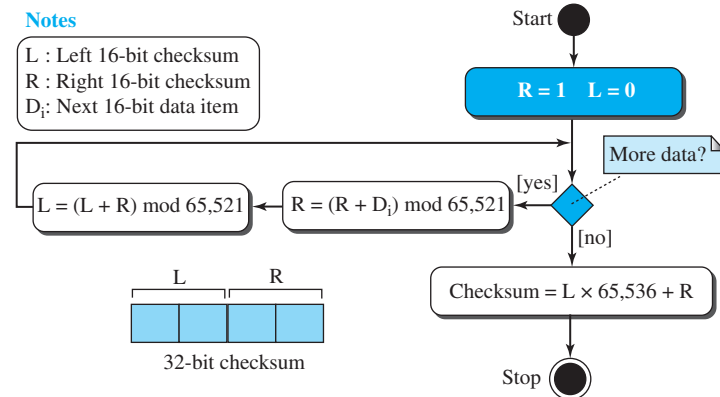 Notes
L : Left 16-bit checksum
R : Right 16-bit checksum
Dᵢ: Next 16-bit data item
Start
R = 1 L = 0
More data?
[yes]
L = (L + R) mod 65,521
R = (R + Dᵢ) mod 65,521
[no]
L
R
Checksum = L × 65,536 + R
32-bit checksum
Stop